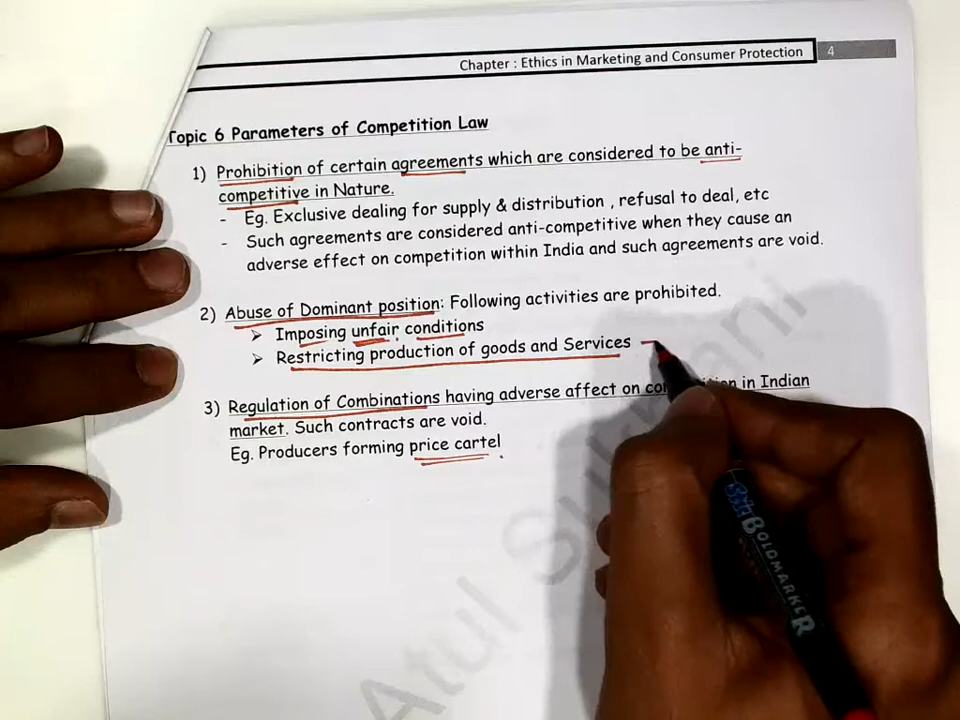 Chapter : Ethics in Marketing and Consumer Protection 4
Topic 6 Parameters of Competition Law
1) Prohibition of certain agreements which are considered to be anti-
competitive in Nature.
- Eg. Exclusive dealing for supply & distribution , refusal to deal, etc
- Such agreements are considered anti-competitive when they cause an
adverse effect on competition within India and such agreements are void.
2) Abuse of Dominant position: Following activities are prohibited.
➢ Imposing unfair conditions
➢ Restricting production of goods and Services
3) Regulation of Combinations having adverse affect on in Indian
market. Such contracts are void.
Eg. Producers forming price cartel
Atul
BOLDMARKER